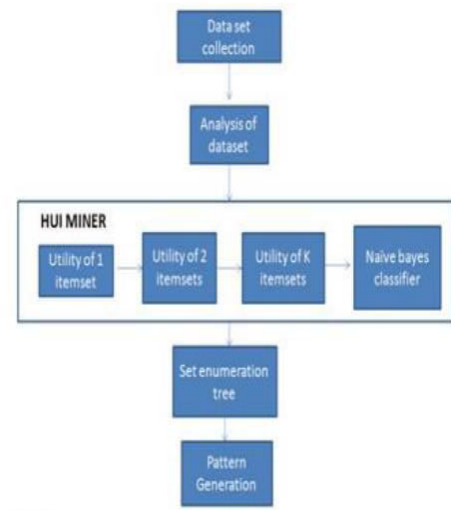 Data set
collection
Analysis of
dataset
HUI MINER
Utility of 1
itemset
Utility of 2
itemsets
Utility of K
itemsets
Naïve bayes
classifier
Set enumeration
tree
Pattern
Generation